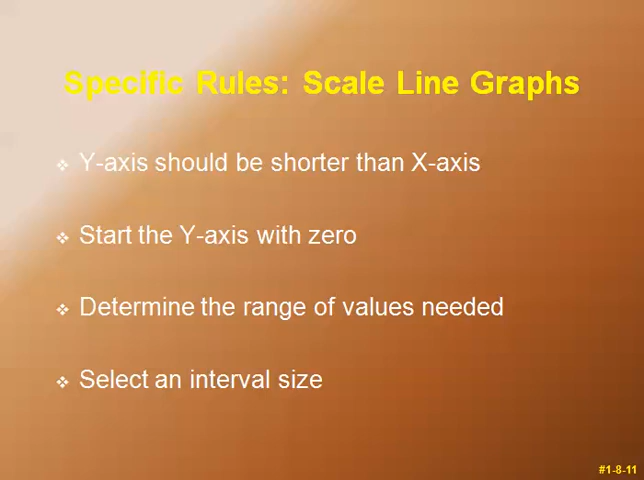 Specific Rules: Scale Line Graphs
❖ Y-axis should be shorter than X-axis
❖ Start the Y-axis with zero
❖ Determine the range of values needed
❖ Select an interval size
#1-8-11